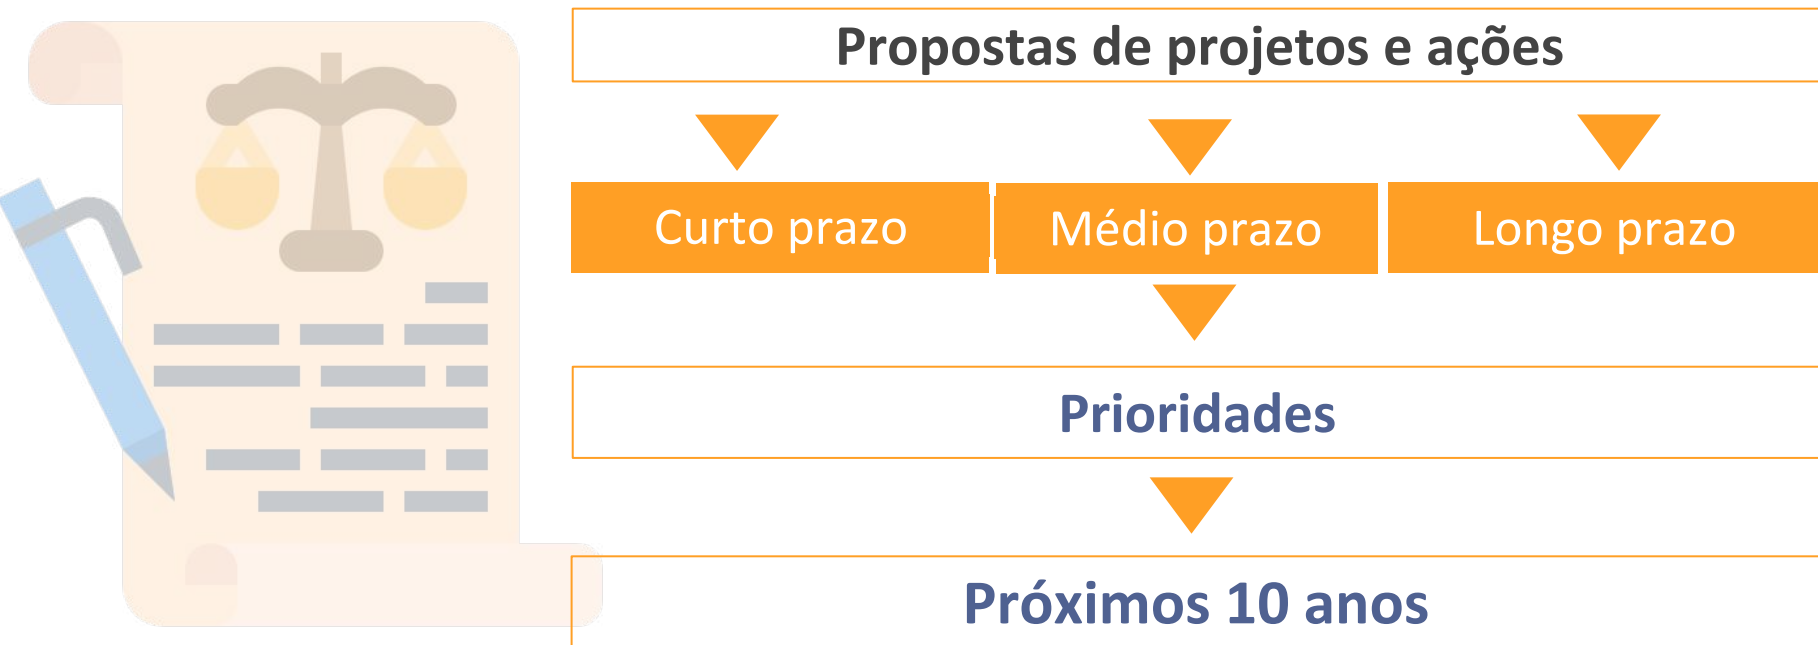 Propostas de projetos e ações
Curto prazo
Médio prazo
Longo prazo
Prioridades
Próximos 10 anos